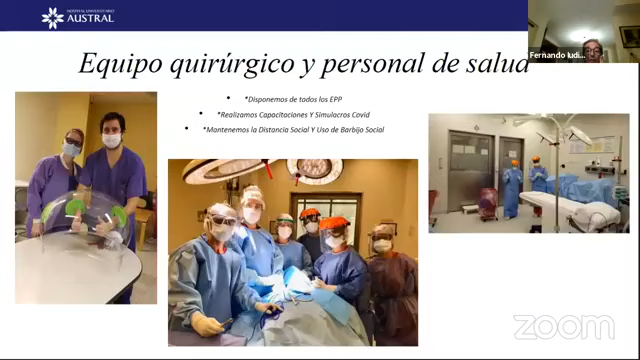 HOSPITAL UNIVERSITARIO
AUSTRAL
Fernando Iudi...
Equipo quirúrgico y personal de salud
• *Disponemos de todos los EPP
• *Realizamos Capacitaciones Y Simulacros Covid
• *Mantenemos la Distancia Social Y Uso de Barbijo Social
zoom